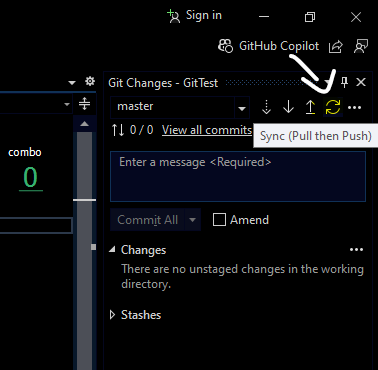 Sign in
GitHub Copilot
Git Changes - GitTest
master
0 / 0 View all commits
Sync (Pull then Push)
combo
0
Enter a message <Required>
Commit All
Amend
Changes
There are no unstaged changes in the working
directory.
Stashes